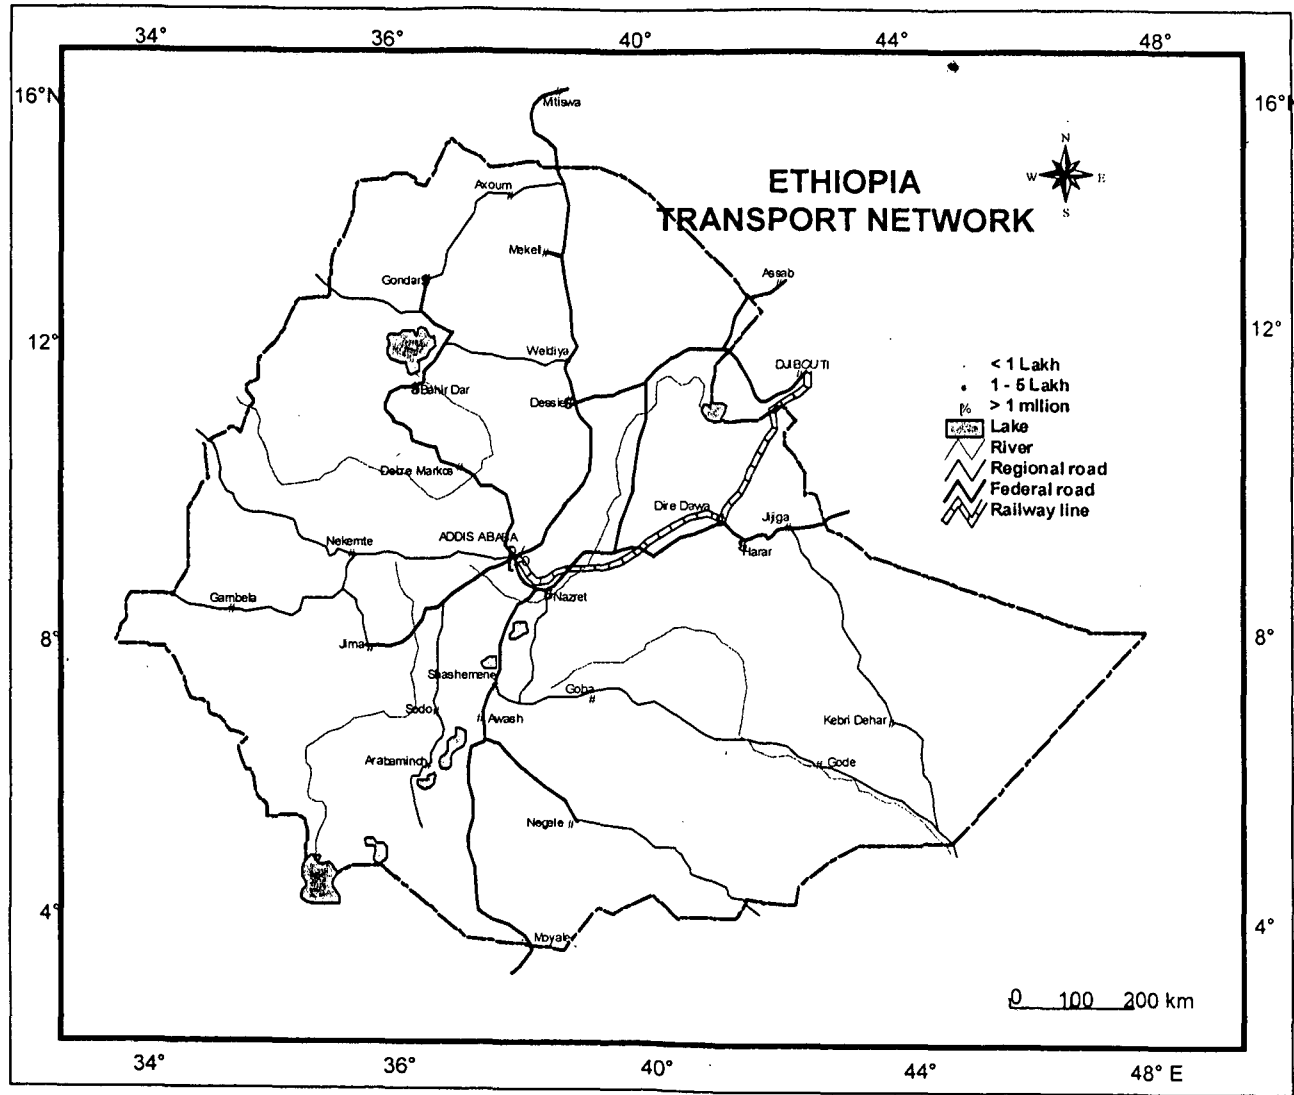 34° 36° 40° 44° 48°
16°N
16°N
Mtiswa
N
W E
S
ETHIOPIA
TRANSPORT NETWORK
Axoum
Mekell
Gondar
Assab
12°
12°
Weldiya
DJIBOUTI
< 1 Lakh
1 - 5 Lakh
> 1 mllion
Lake
River
Regional road
Federal road
Railway line
Bahir Dar
Dessie
Debre Markos
Dire Dawa
Jijiga
Harar
ADDIS ABABA
Nekemte
Nazret
Gambela
8°
8°
Jima
Shashemene
Goba
Sodo
Awash
Kebri Dehar
Arabaminch
Gode
Negele
4°
4°
Moyale
0 100 200 km
34° 36° 40° 44° 48° E